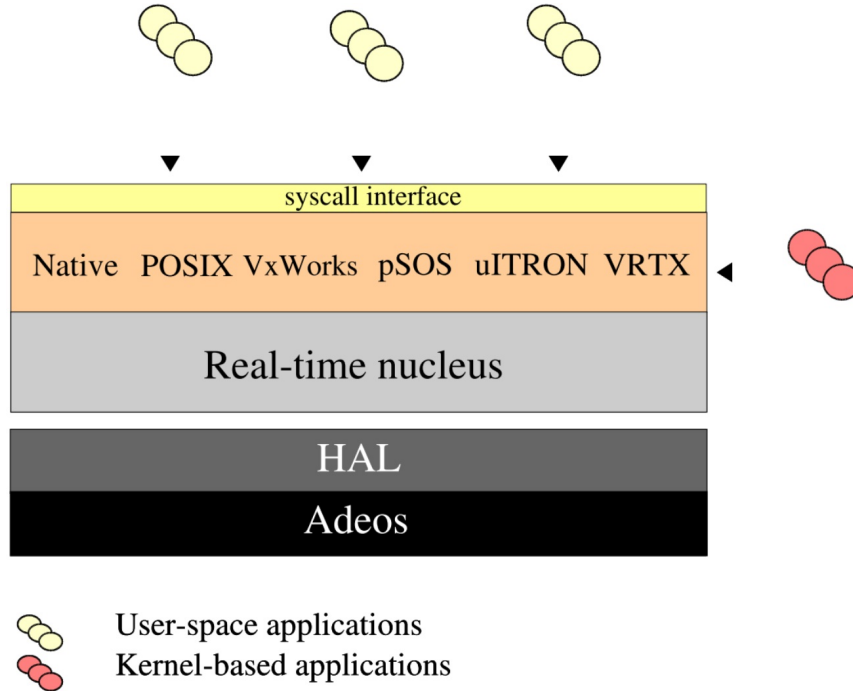 syscall interface
Native POSIX VxWorks pSOS uITRON VRTX
Real-time nucleus
HAL
Adeos
User-space applications
Kernel-based applications